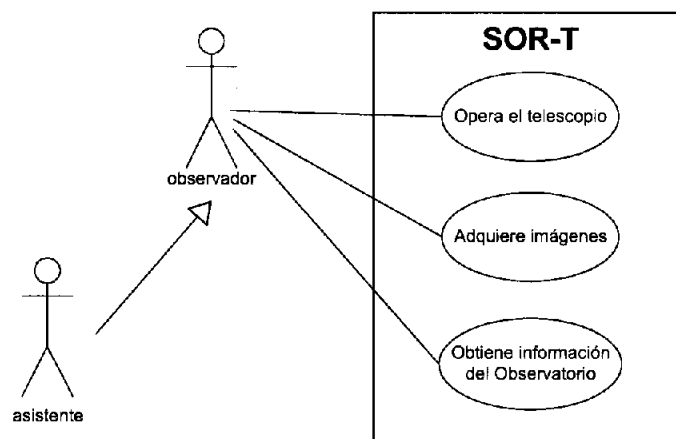 SOR-T
Opera el telescopio
observador
Adquiere imágenes
Obtiene información
del Observatorio
asistente